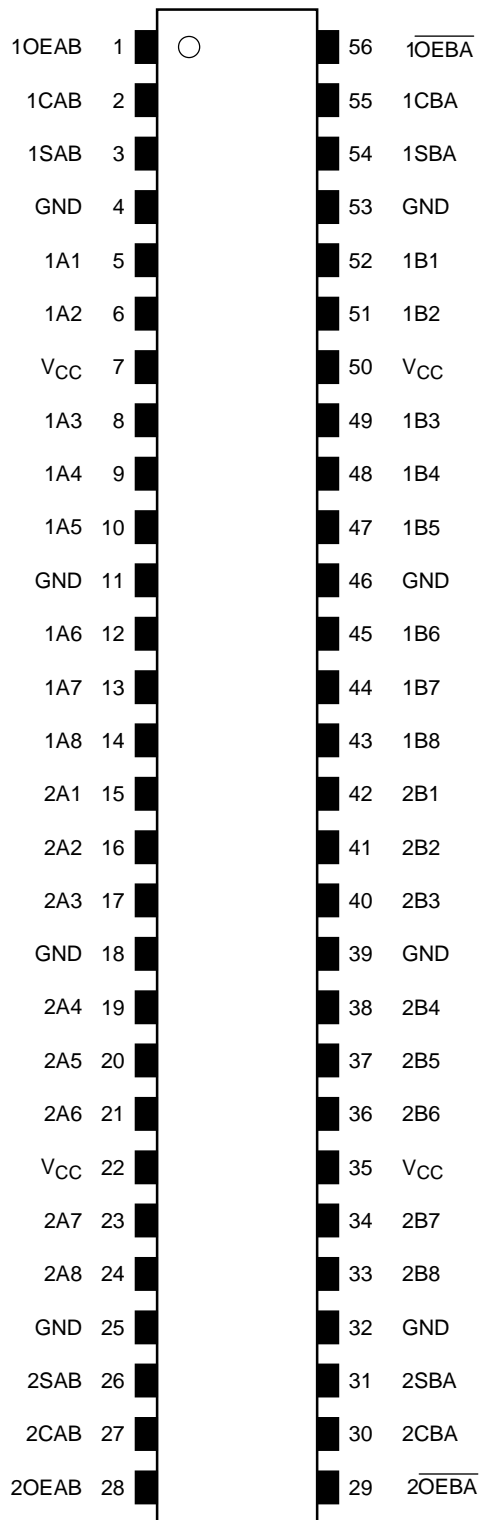 1OEAB 1 56 1O̅E̅B̅A̅
1CAB 2 55 1CBA
1SAB 3 54 1SBA
GND 4 53 GND
1A1 5 52 1B1
1A2 6 51 1B2
VCC 7 50 VCC
1A3 8 49 1B3
1A4 9 48 1B4
1A5 10 47 1B5
GND 11 46 GND
1A6 12 45 1B6
1A7 13 44 1B7
1A8 14 43 1B8
2A1 15 42 2B1
2A2 16 41 2B2
2A3 17 40 2B3
GND 18 39 GND
2A4 19 38 2B4
2A5 20 37 2B5
2A6 21 36 2B6
VCC 22 35 VCC
2A7 23 34 2B7
2A8 24 33 2B8
GND 25 32 GND
2SAB 26 31 2SBA
2CAB 27 30 2CBA
2OEAB 28 29 2O̅E̅B̅A̅